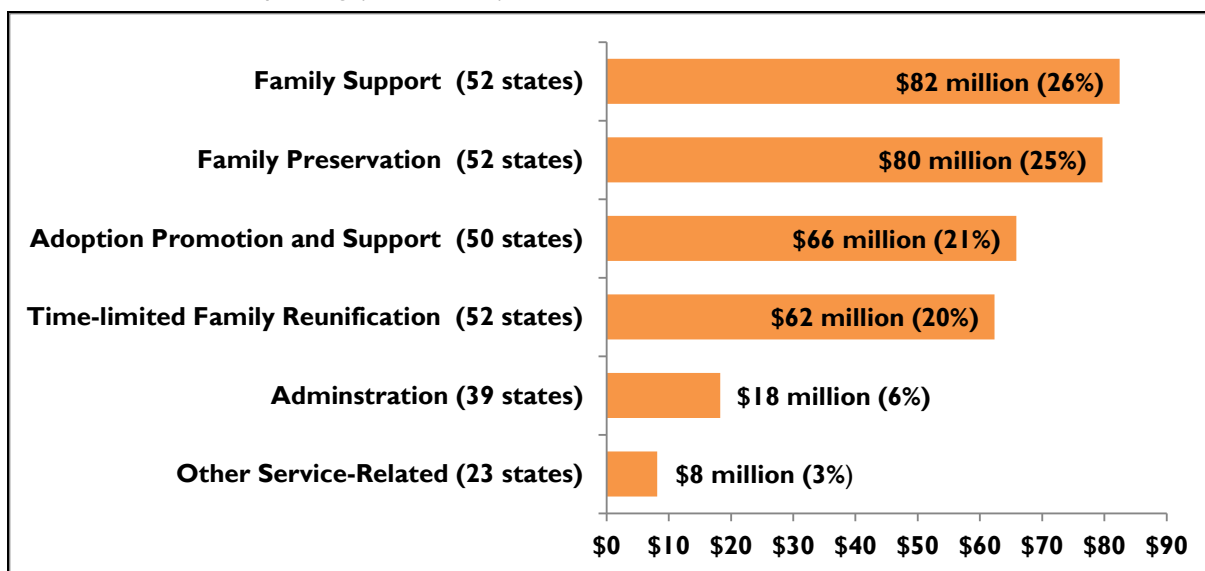 Family Support  (52 states)
$82 million (26%)
Family Preservation  (52 states)
$80 million (25%)
Adoption Promotion and Support  (50 states)
$66 million (21%)
Time-limited Family Reunification  (52 states)
$62 million (20%)
Adminstration (39 states)
$18 million (6%)
Other Service-Related (23 states)
$8 million (3%)
$0 $10 $20 $30 $40 $50 $60 $70 $80 $90